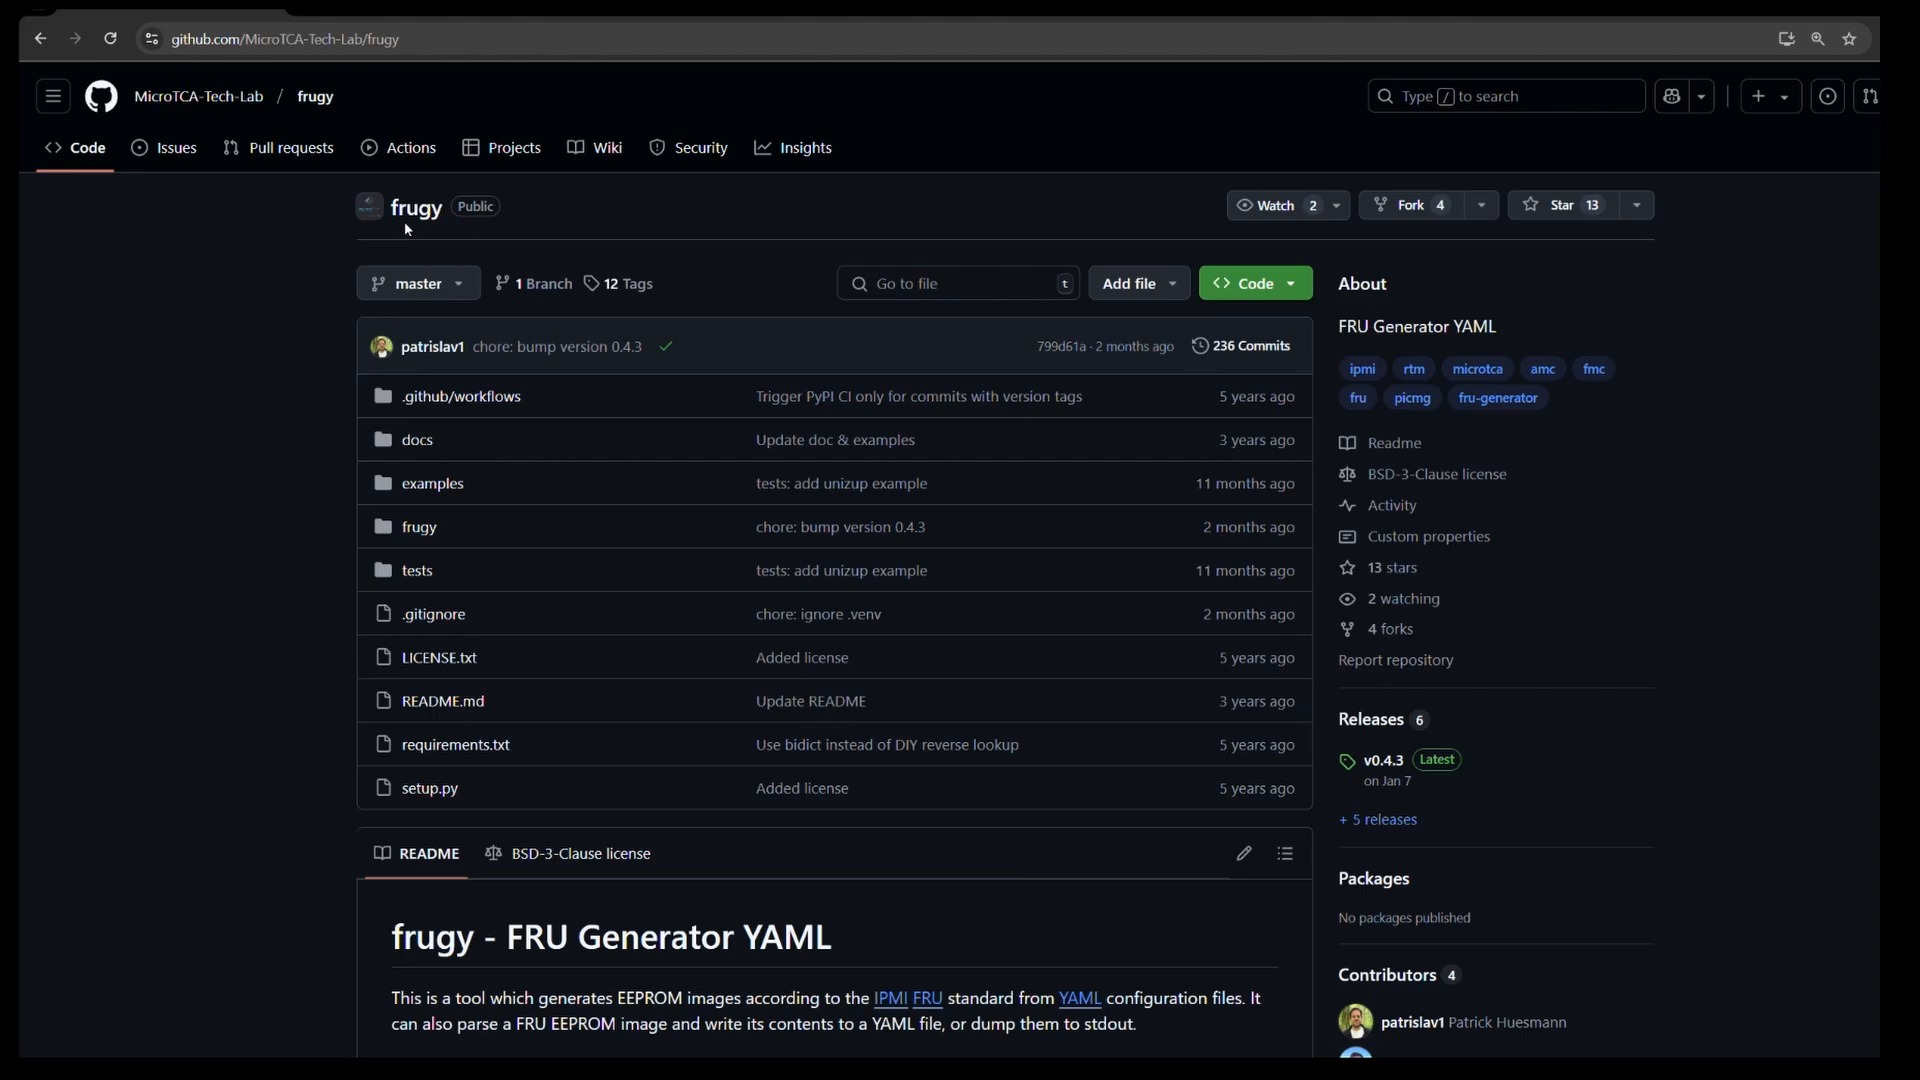 github.com/MicroTCA-Tech-Lab/frugy
MicroTCA-Tech-Lab / frugy
Type / to search
Code Issues Pull requests Actions Projects Wiki Security Insights
frugy Public
Watch 2 Fork 4 Star 13
master 1 Branch 12 Tags Go to file t Add file Code
patrislav1 chore: bump version 0.4.3 799d61a · 2 months ago 236 Commits
.github/workflows Trigger PyPI CI only for commits with version tags 5 years ago
docs Update doc & examples 3 years ago
examples tests: add unizup example 11 months ago
frugy chore: bump version 0.4.3 2 months ago
tests tests: add unizup example 11 months ago
.gitignore chore: ignore .venv 2 months ago
LICENSE.txt Added license 5 years ago
README.md Update README 3 years ago
requirements.txt Use bidict instead of DIY reverse lookup 5 years ago
setup.py Added license 5 years ago
README BSD-3-Clause license
frugy - FRU Generator YAML
This is a tool which generates EEPROM images according to the IPMI FRU standard from YAML configuration files. It
can also parse a FRU EEPROM image and write its contents to a YAML file, or dump them to stdout.
About
FRU Generator YAML
ipmi rtm microtca amc fmc
fru picmg fru-generator
Readme
BSD-3-Clause license
Activity
Custom properties
13 stars
2 watching
4 forks
Report repository
Releases 6
v0.4.3 Latest
on Jan 7
+ 5 releases
Packages
No packages published
Contributors 4
patrislav1 Patrick Huesmann